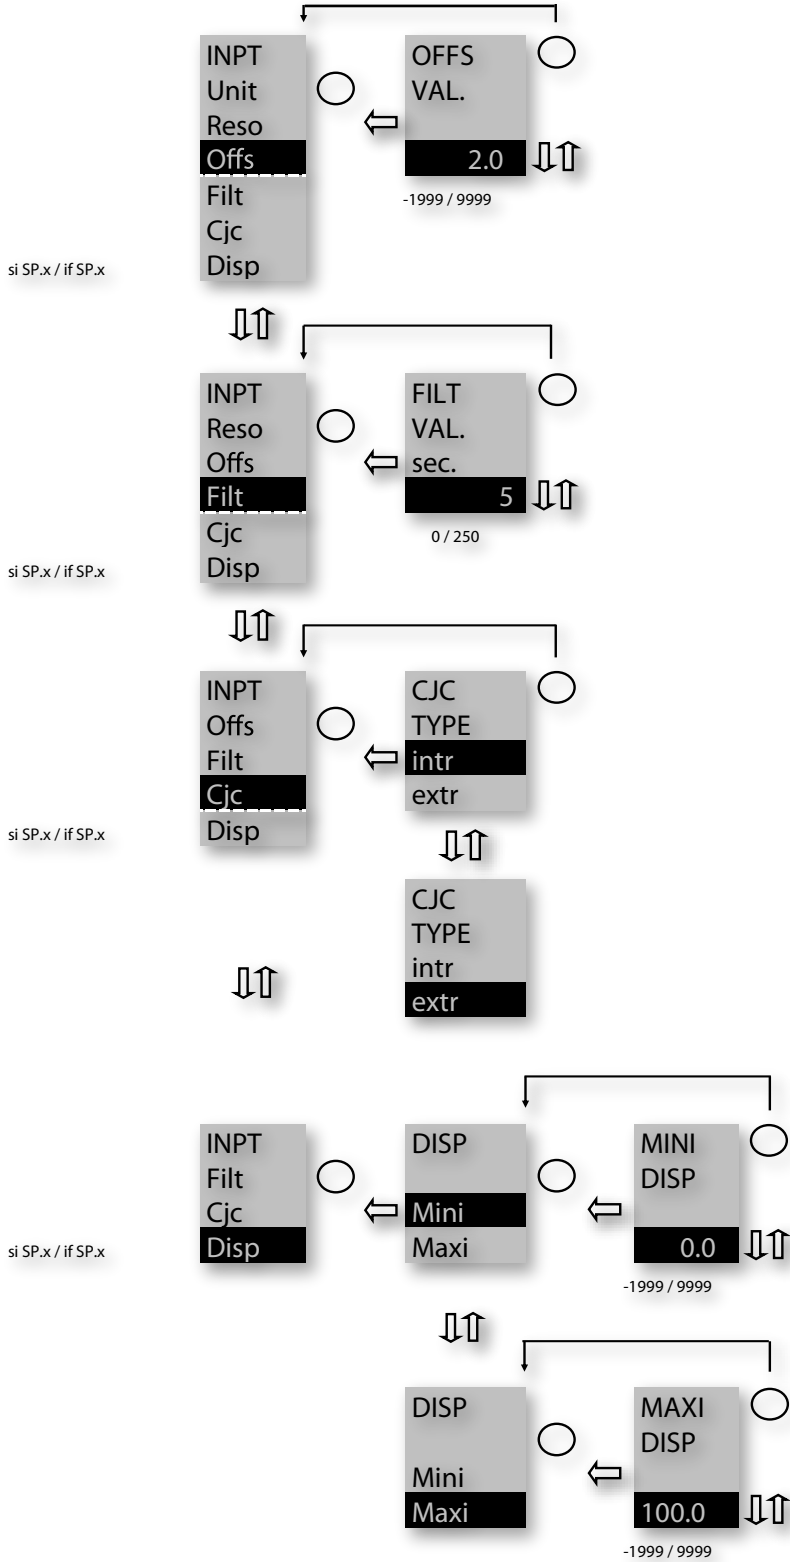 INPT
Unit
Reso
Offs
Filt
Cjc
Disp
OFFS
VAL.
2.0
-1999 / 9999
si SP.x / if SP.x
INPT
Reso
Offs
Filt
Cjc
Disp
FILT
VAL.
sec.
5
0 / 250
si SP.x / if SP.x
INPT
Offs
Filt
Cjc
Disp
CJC
TYPE
intr
extr
si SP.x / if SP.x
CJC
TYPE
intr
extr
INPT
Filt
Cjc
Disp
DISP
Mini
Maxi
MINI
DISP
0.0
-1999 / 9999
si SP.x / if SP.x
DISP
Mini
Maxi
MAXI
DISP
100.0
-1999 / 9999